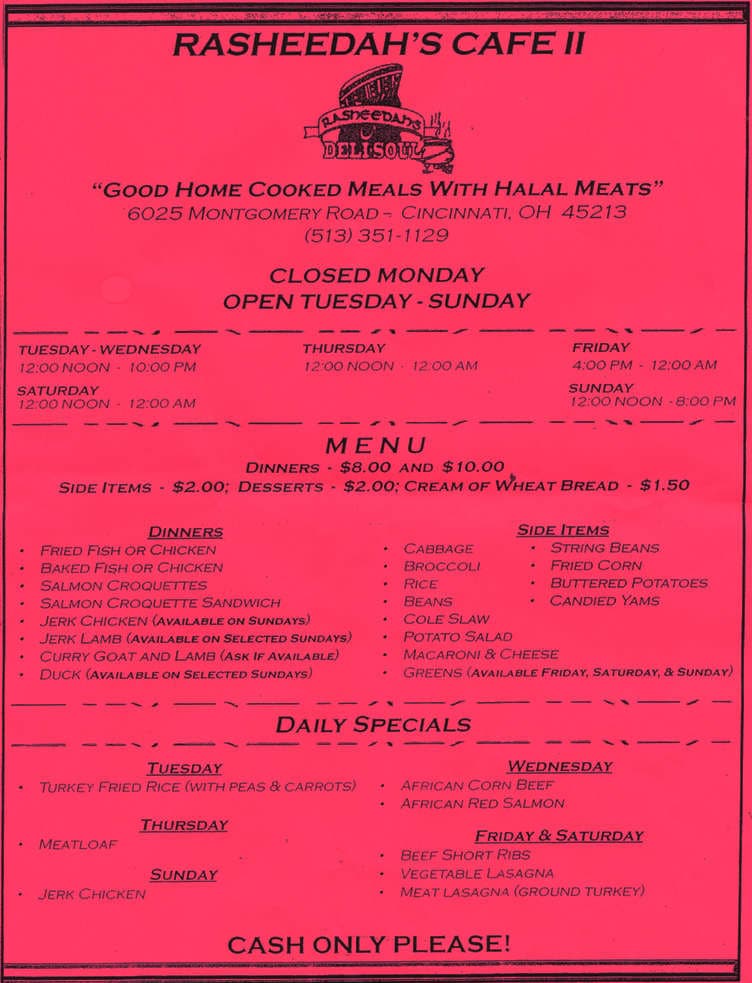 RASHEEDAH'S CAFE II
RASHEEDAH'S
DELISOUL
"GOOD HOME COOKED MEALS WITH HALAL MEATS"
6025 MONTGOMERY ROAD – CINCINNATI, OH 45213
(513) 351-1129
CLOSED MONDAY
OPEN TUESDAY - SUNDAY
TUESDAY - WEDNESDAY
12:00 NOON - 10:00 PM
THURSDAY
12:00 NOON - 12:00 AM
FRIDAY
4:00 PM - 12:00 AM
SATURDAY
12:00 NOON - 12:00 AM
SUNDAY
12:00 NOON - 8:00 PM
MENU
DINNERS - $8.00 AND $10.00
SIDE ITEMS - $2.00; DESSERTS - $2.00; CREAM OF WHEAT BREAD - $1.50
DINNERS
• FRIED FISH OR CHICKEN
• BAKED FISH OR CHICKEN
• SALMON CROQUETTES
• SALMON CROQUETTE SANDWICH
• JERK CHICKEN (AVAILABLE ON SUNDAYS)
• JERK LAMB (AVAILABLE ON SELECTED SUNDAYS)
• CURRY GOAT AND LAMB (ASK IF AVAILABLE)
• DUCK (AVAILABLE ON SELECTED SUNDAYS)
SIDE ITEMS
• CABBAGE
• BROCCOLI
• RICE
• BEANS
• COLE SLAW
• POTATO SALAD
• MACARONI & CHEESE
• GREENS (AVAILABLE FRIDAY, SATURDAY, & SUNDAY)
• STRING BEANS
• FRIED CORN
• BUTTERED POTATOES
• CANDIED YAMS
DAILY SPECIALS
TUESDAY
• TURKEY FRIED RICE (WITH PEAS & CARROTS)
WEDNESDAY
• AFRICAN CORN BEEF
• AFRICAN RED SALMON
THURSDAY
• MEATLOAF
FRIDAY & SATURDAY
• BEEF SHORT RIBS
• VEGETABLE LASAGNA
• MEAT LASAGNA (GROUND TURKEY)
SUNDAY
• JERK CHICKEN
CASH ONLY PLEASE!